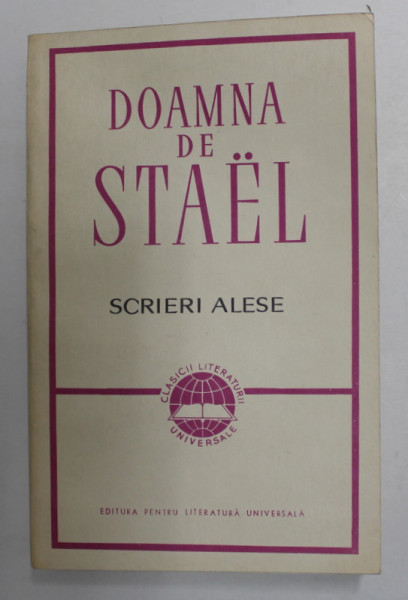 DOAMNA
DE
STAËL
SCRIERI ALESE
CLASICII LITERATURII
UNIVERSALE
EDITURA PENTRU LITERATURĂ UNIVERSALĂ